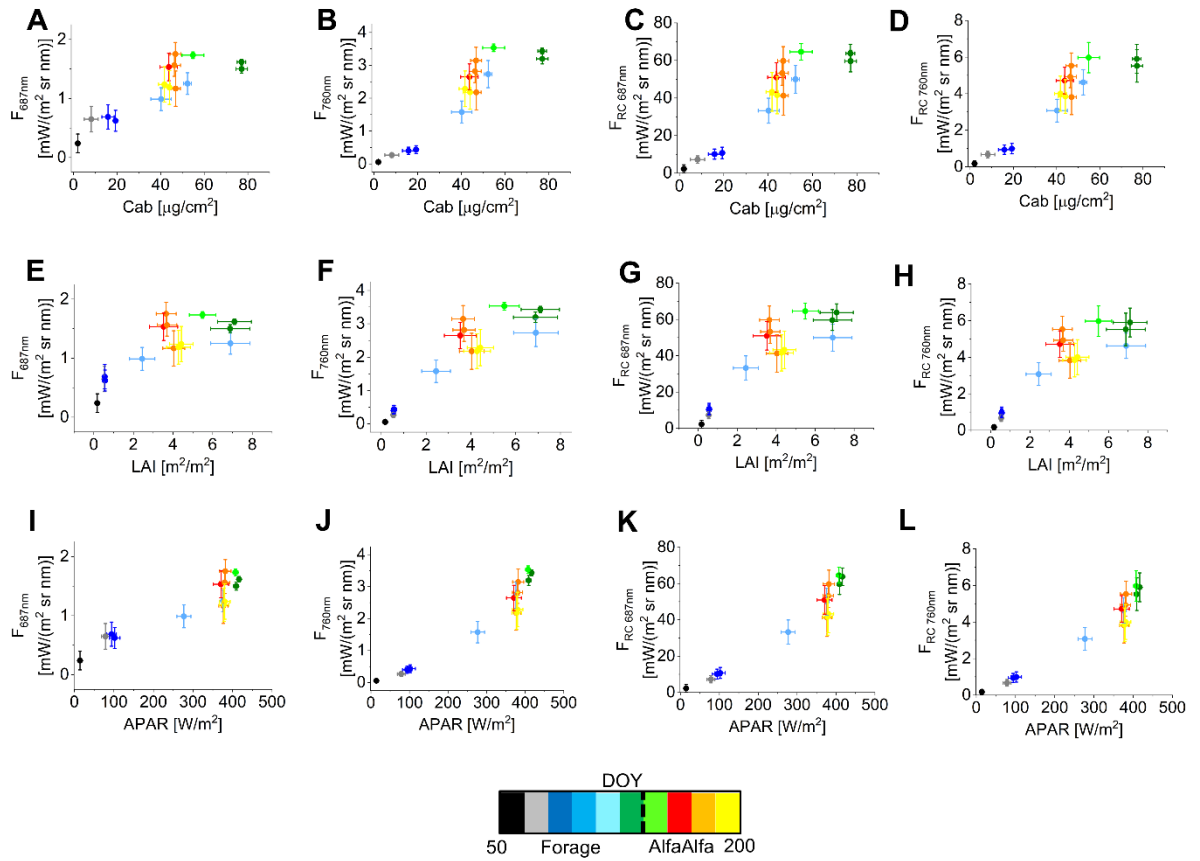 A
F687nm
[mW/(m2 sr nm)]
2
1
0
0 20 40 60 80
Cab [μg/cm2]
B
F760nm
[mW/(m2 sr nm)]
4
3
2
1
0
0 20 40 60 80
Cab [μg/cm2]
C
FRC 687nm
[mW/(m2 sr nm)]
80
60
40
20
0
0 20 40 60 80
Cab [μg/cm2]
D
FRC 760nm
[mW/(m2 sr nm)]
8
6
4
2
0
0 20 40 60 80
Cab [μg/cm2]
E
F687nm
[mW/(m2 sr nm)]
2
1
0
0 2 4 6 8
LAI [m2/m2]
F
F760nm
[mW/(m2 sr nm)]
4
3
2
1
0
0 2 4 6 8
LAI [m2/m2]
G
FRC 687nm
[mW/(m2 sr nm)]
80
60
40
20
0
0 2 4 6 8
LAI [m2/m2]
H
FRC 760nm
[mW/(m2 sr nm)]
8
6
4
2
0
0 2 4 6 8
LAI [m2/m2]
I
F687nm
[mW/(m2 sr nm)]
2
1
0
0 100 200 300 400 500
APAR [W/m2]
J
F760nm
[mW/(m2 sr nm)]
4
3
2
1
0
0 100 200 300 400 500
APAR [W/m2]
K
FRC 687nm
[mW/(m2 sr nm)]
80
60
40
20
0
0 100 200 300 400 500
APAR [W/m2]
L
FRC 760nm
[mW/(m2 sr nm)]
8
6
4
2
0
0 100 200 300 400 500
APAR [W/m2]
DOY
50 Forage AlfaAlfa 200